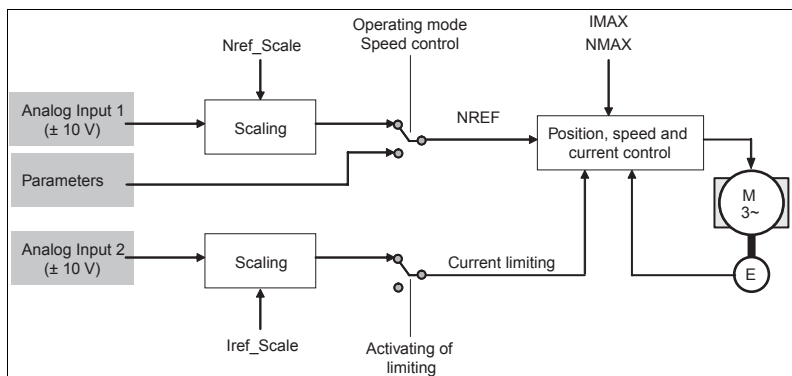 Operating mode
Speed control
IMAX
NMAX
Nref_Scale
Analog Input 1
(± 10 V)
Scaling
NREF
Position, speed and
current control
Parameters
M
3~
Analog Input 2
(± 10 V)
Scaling
Current limiting
E
Iref_Scale
Activating of
limiting